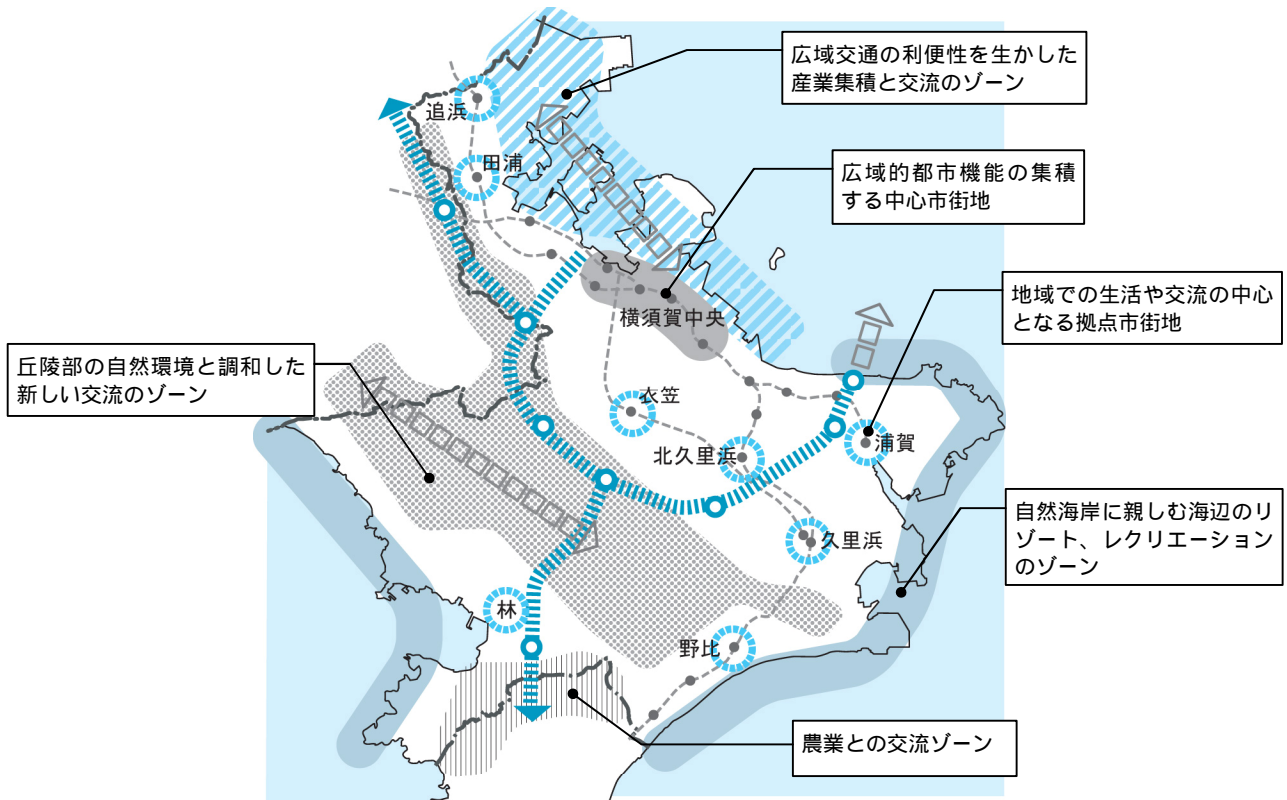 広域交通の利便性を生かした
産業集積と交流のゾーン
追浜
田浦
広域的都市機能の集積
する中心市街地
地域での生活や交流の中心
となる拠点市街地
横須賀中央
丘陵部の自然環境と調和した
新しい交流のゾーン
衣笠
浦賀
北久里浜
自然海岸に親しむ海辺のリ
ゾート、レクリエーション
のゾーン
久里浜
林
野比
農業との交流ゾーン